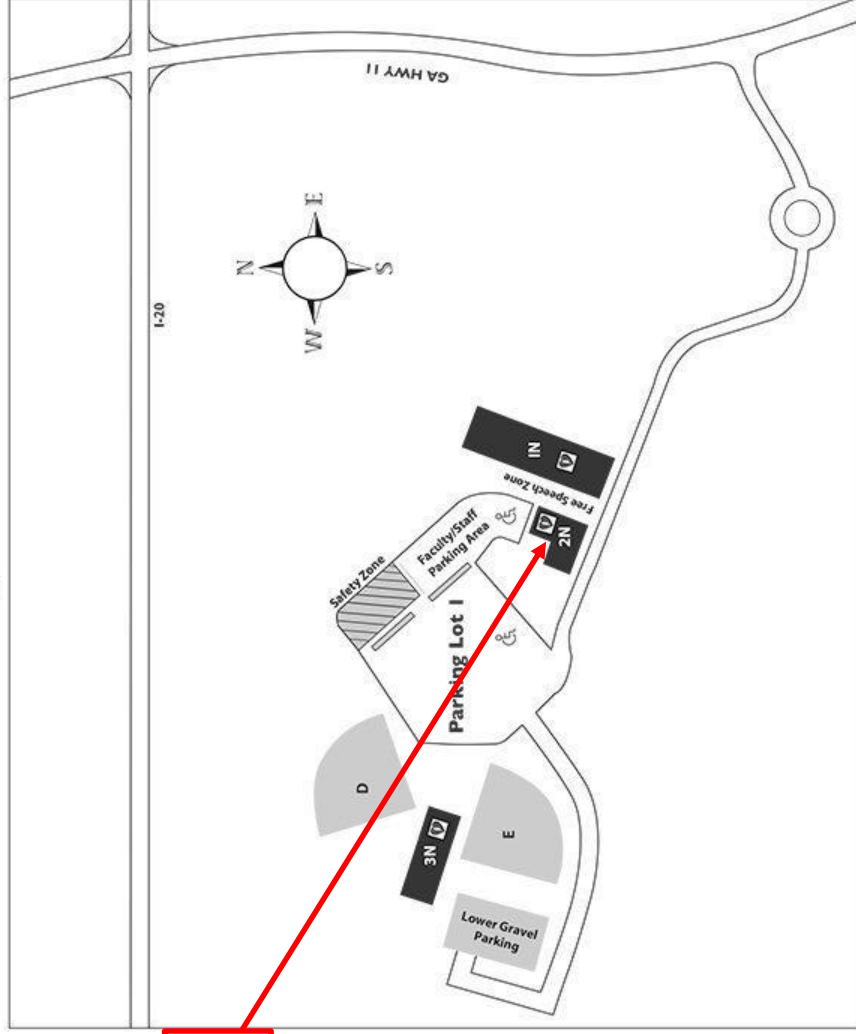 GA HWY 11
N
E
S
W
I-20
1N
Free Speech Zone
2N
Faculty/Staff
Parking Area
Safety Zone
Parking Lot 1
D
3N
E
Lower Gravel
Parking